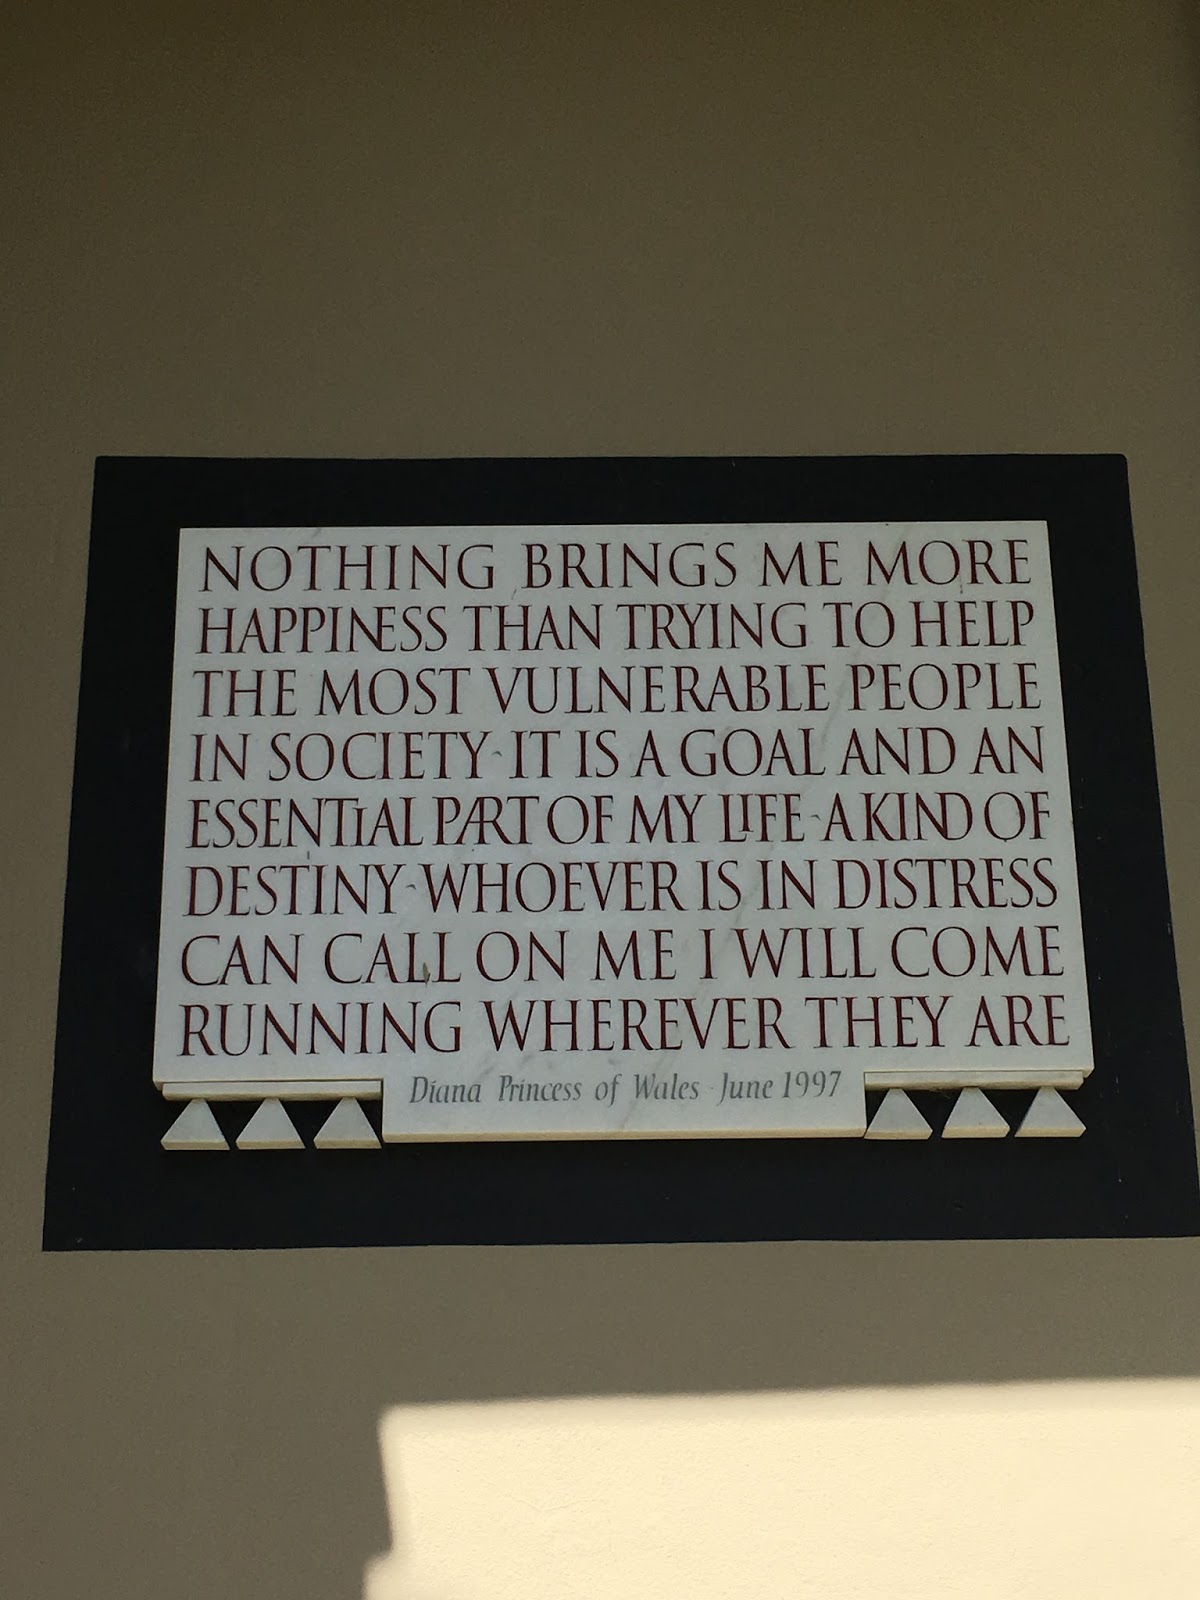 NOTHING BRINGS ME MORE
HAPPINESS THAN TRYING TO HELP
THE MOST VULNERABLE PEOPLE
IN SOCIETY · IT IS A GOAL AND AN
ESSENTIAL PART OF MY LIFE · A KIND OF
DESTINY · WHOEVER IS IN DISTRESS
CAN CALL ON ME I WILL COME
RUNNING WHEREVER THEY ARE
Diana Princess of Wales · June 1997